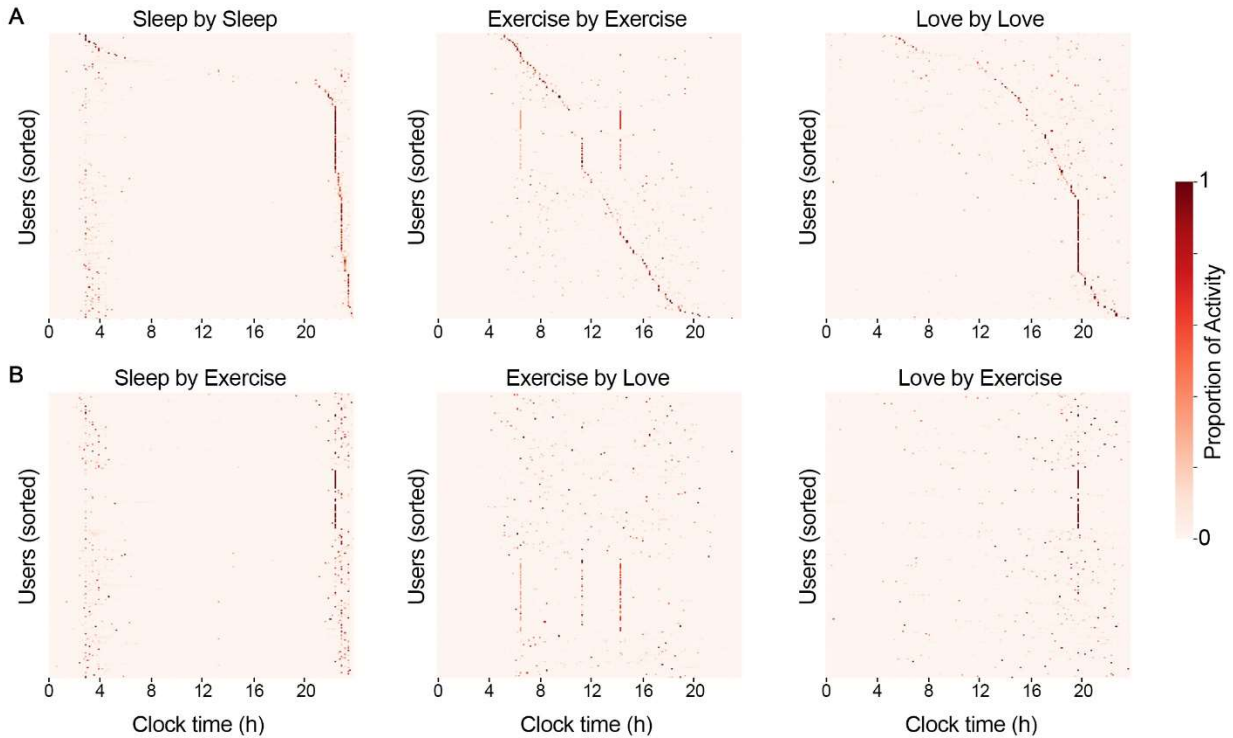 A
Sleep by Sleep
Exercise by Exercise
Love by Love
Users (sorted)
Users (sorted)
Users (sorted)
0 4 8 12 16 20
0 4 8 12 16 20
0 4 8 12 16 20
B
Sleep by Exercise
Exercise by Love
Love by Exercise
Users (sorted)
Users (sorted)
Users (sorted)
0 4 8 12 16 20
0 4 8 12 16 20
0 4 8 12 16 20
Clock time (h)
Clock time (h)
Clock time (h)
1
0
Proportion of Activity